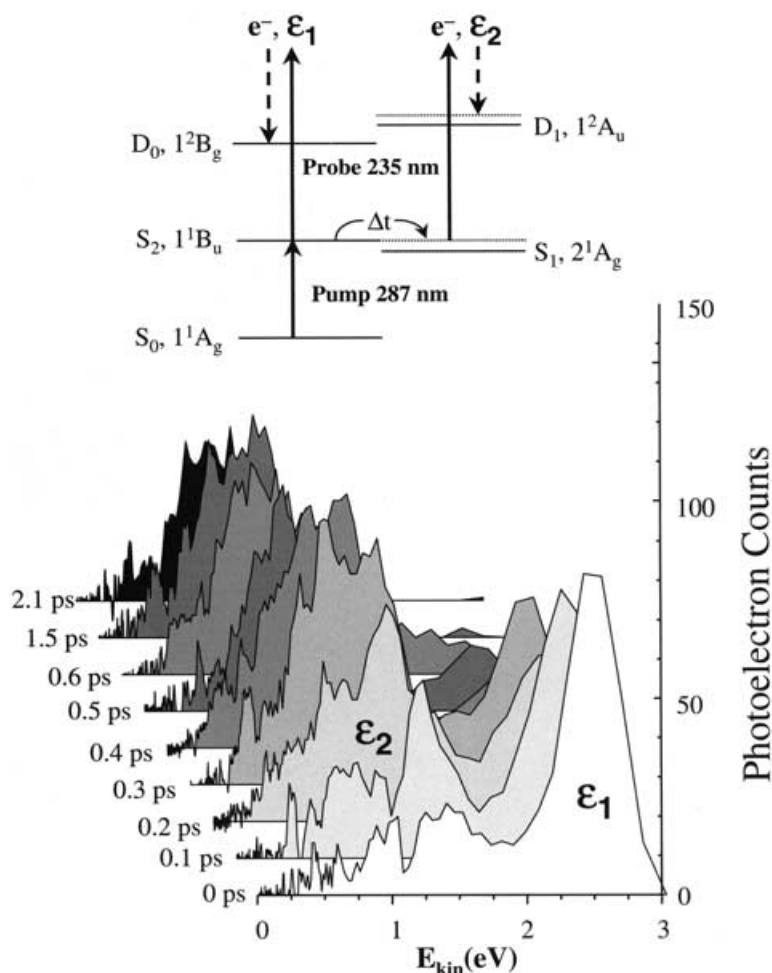 e⁻, ε₁
e⁻, ε₂
D₀, 1²B_g
D₁, 1²A_u
Probe 235 nm
Δt
S₂, 1¹B_u
S₁, 2¹A_g
Pump 287 nm
S₀, 1¹A_g
150
100
50
0
Photoelectron Counts
2.1 ps
1.5 ps
0.6 ps
0.5 ps
0.4 ps
0.3 ps
0.2 ps
0.1 ps
0 ps
ε₂
ε₁
0 1 2 3
E_kin(eV)